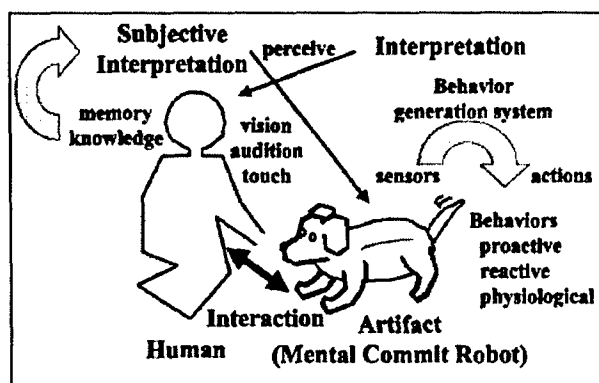 Subjective
Interpretation
perceive
Interpretation
memory
knowledge
vision
audition
touch
Behavior
generation system
sensors
actions
Behaviors
proactive
reactive
physiological
Interaction
Human
Artifact
(Mental Commit Robot)